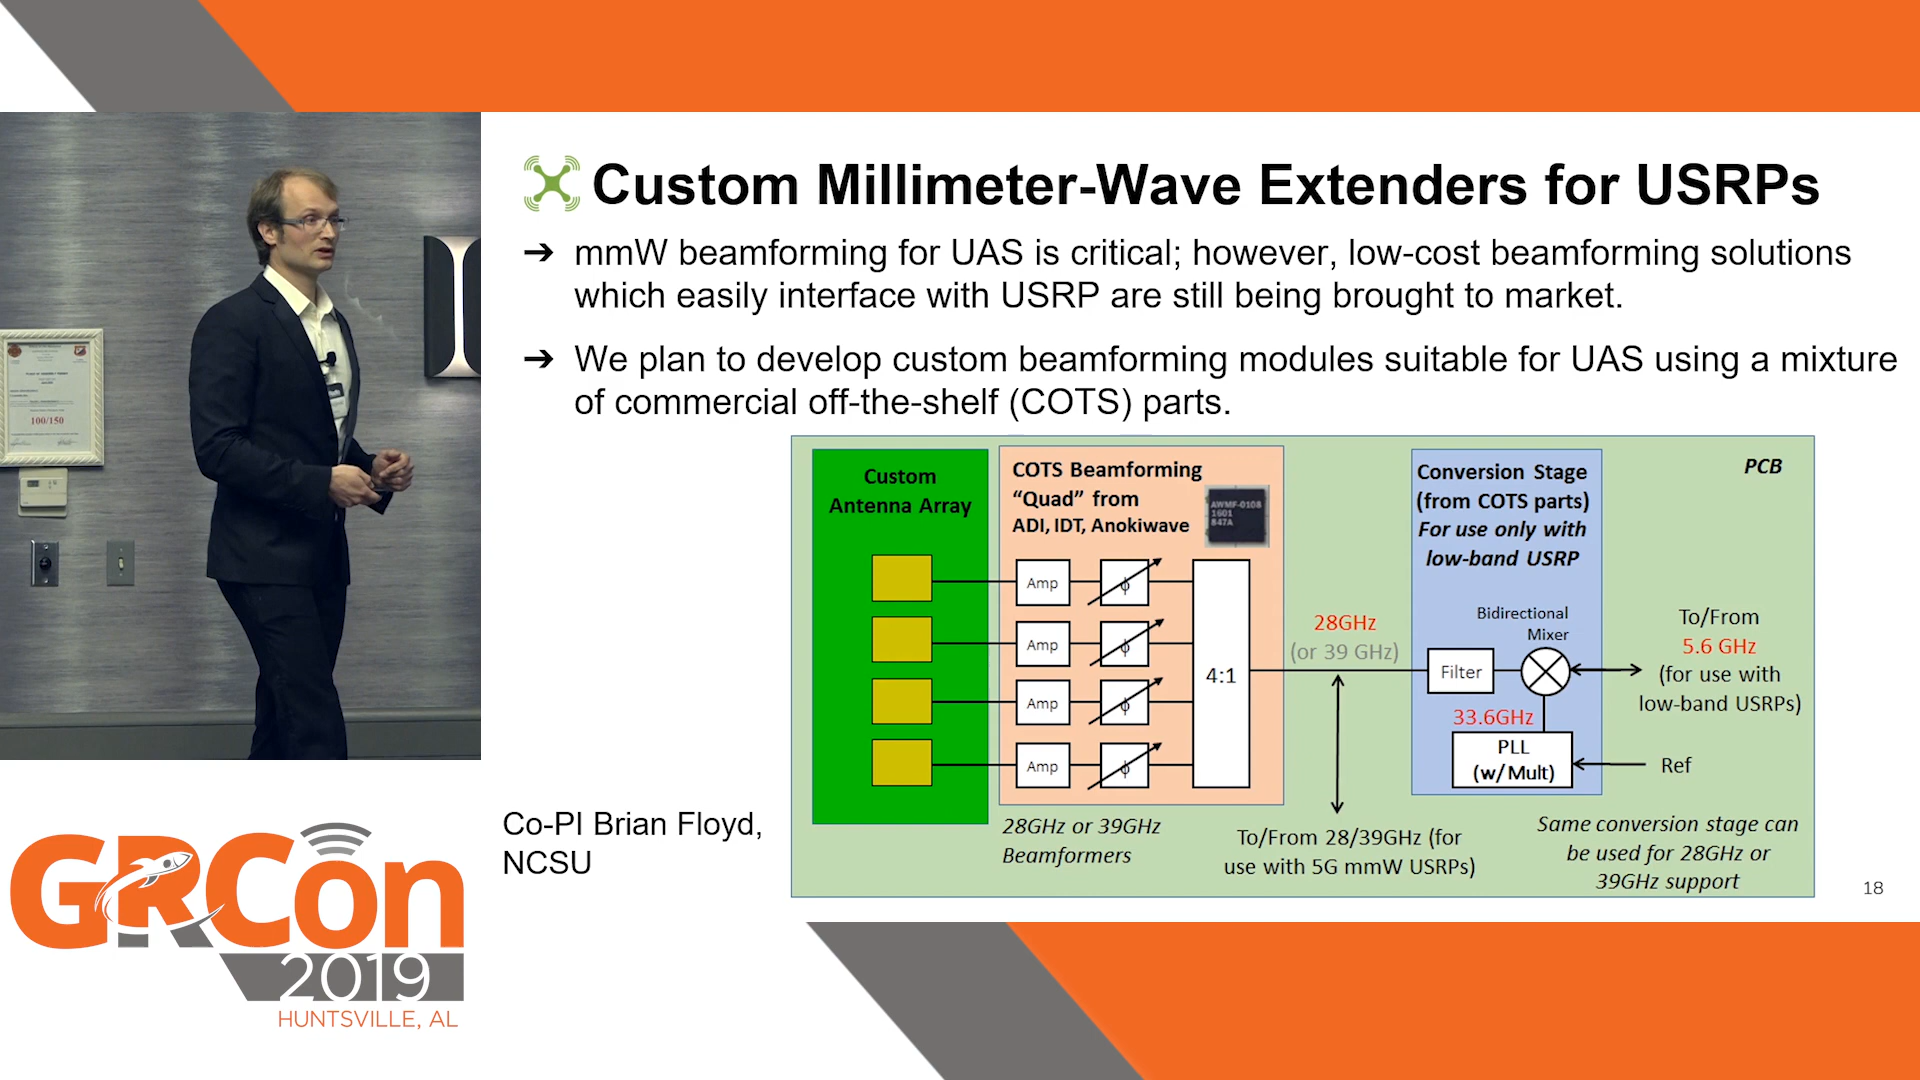 Custom Millimeter-Wave Extenders for USRPs
➔ mmW beamforming for UAS is critical; however, low-cost beamforming solutions
which easily interface with USRP are still being brought to market.
➔ We plan to develop custom beamforming modules suitable for UAS using a mixture
of commercial off-the-shelf (COTS) parts.
Custom
Antenna Array
COTS Beamforming
“Quad” from
ADI, IDT, Anokiwave
AWMF-0108
1601
847A
Amp
ϕ
Amp
ϕ
Amp
ϕ
Amp
ϕ
4:1
28GHz or 39GHz
Beamformers
28GHz
(or 39 GHz)
To/From 28/39GHz (for
use with 5G mmW USRPs)
Conversion Stage
(from COTS parts)
For use only with
low-band USRP
Bidirectional
Mixer
Filter
33.6GHz
PLL
(w/Mult)
PCB
To/From
5.6 GHz
(for use with
low-band USRPs)
Ref
Same conversion stage can
be used for 28GHz or
39GHz support
18
Co-PI Brian Floyd,
NCSU
100/150
GRCon
2019
HUNTSVILLE, AL